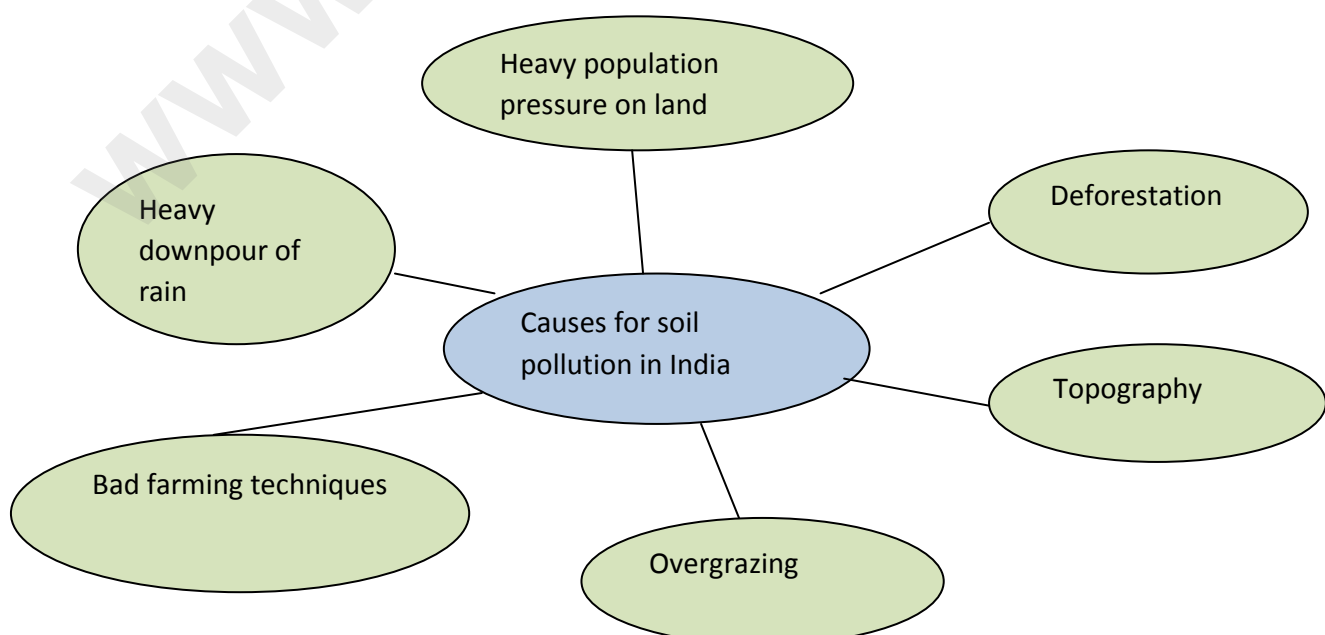 www
Heavy population
pressure on land
Deforestation
Heavy
downpour of
rain
Causes for soil
pollution in India
Topography
Bad farming techniques
Overgrazing